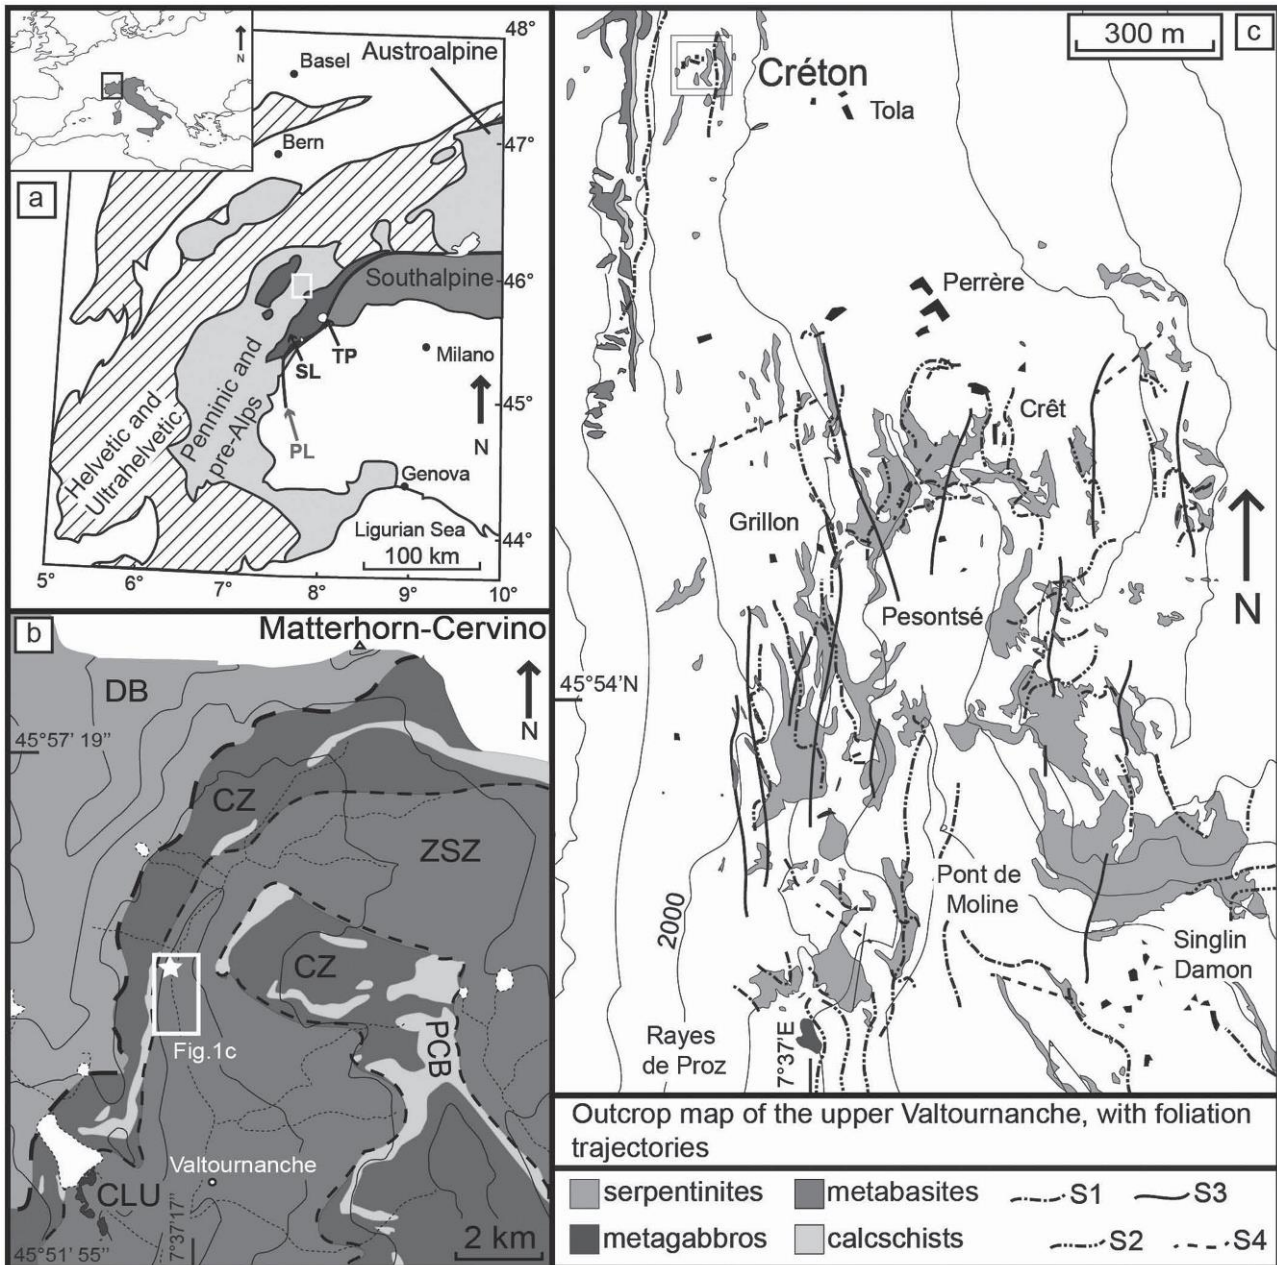 N
48°
Austroalpine
Basel
47°
Bern
a
Southalpine
46°
TP
SL
Milano
45°
N
PL
Helvetic and
Ultrahelvetic
Penninic and
pre-Alps
Genova
Ligurian Sea
44°
100 km
5°
6°
7°
8°
9°
10°
b
Matterhorn-Cervino
DB
N
45°57' 19"
CZ
ZSZ
CZ
PCB
Fig.1c
Valtournanche
CLU
7°37'17"
45°51' 55"
2 km
300 m
c
Créton
Tola
Perrère
Crêt
Grillon
N
Pesontsé
45°54'N
Pont de
Moline
2000
Singlin
Damon
Rayes
de Proz
7°37'E
Outcrop map of the upper Valtournanche, with foliation
trajectories
serpentinites
metabasites
S1
S3
metagabbros
calcschists
S2
S4